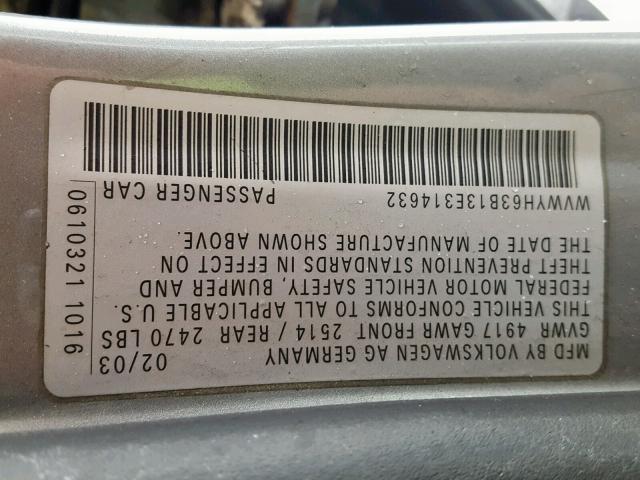 MFD BY VOLKSWAGEN AG GERMANY 02/03
GVWR 4917 GAWR FRONT 2514 / REAR 2470 LBS
THIS VEHICLE CONFORMS TO ALL APPLICABLE U.S.
FEDERAL MOTOR VEHICLE SAFETY, BUMPER AND
THEFT PREVENTION STANDARDS IN EFFECT ON
THE DATE OF MANUFACTURE SHOWN ABOVE.
WVWYH63B13E314632 PASSENGER CAR
0610321 1016